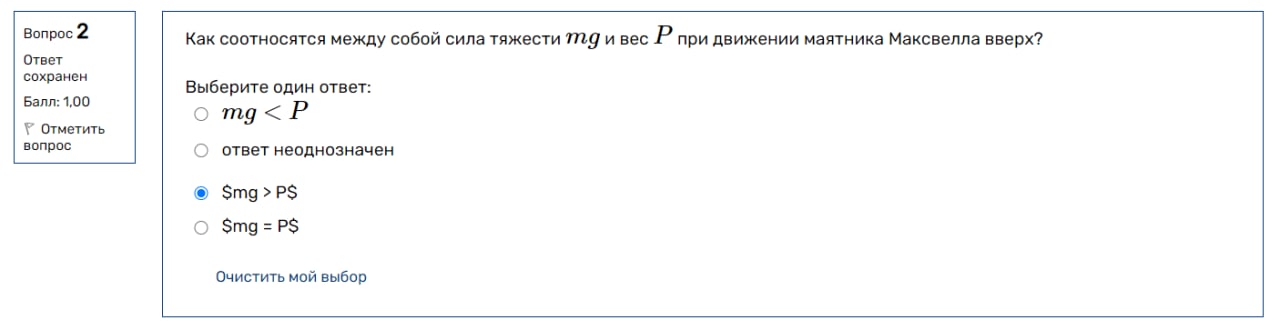 Вопрос 2
Ответ
сохранен
Балл: 1,00
Отметить
вопрос
Как соотносятся между собой сила тяжести mg и вес P при движении маятника Максвелла вверх?
Выберите один ответ:
mg < P
ответ неоднозначен
$mg > P$
$mg = P$
Очистить мой выбор